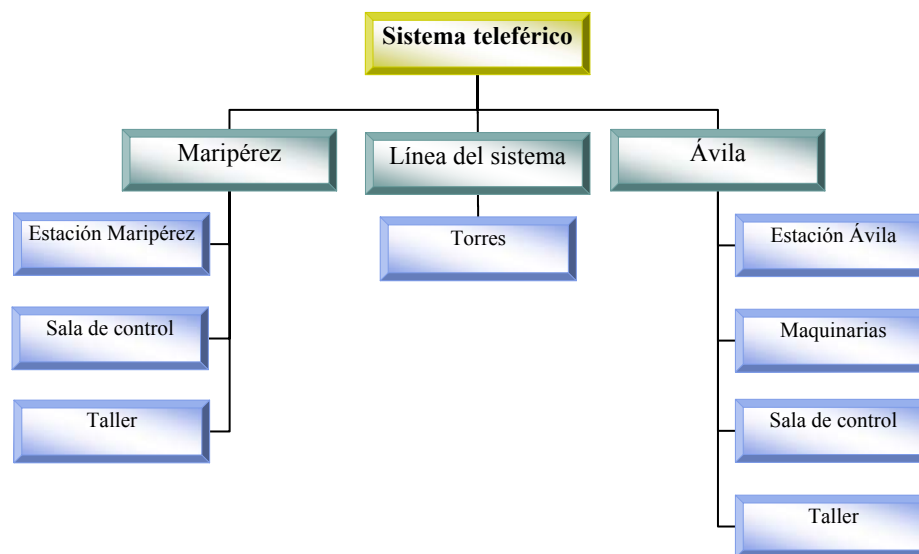 Sistema teleférico
Maripérez
Línea del sistema
Ávila
Estación Maripérez
Torres
Estación Ávila
Sala de control
Maquinarias
Taller
Sala de control
Taller